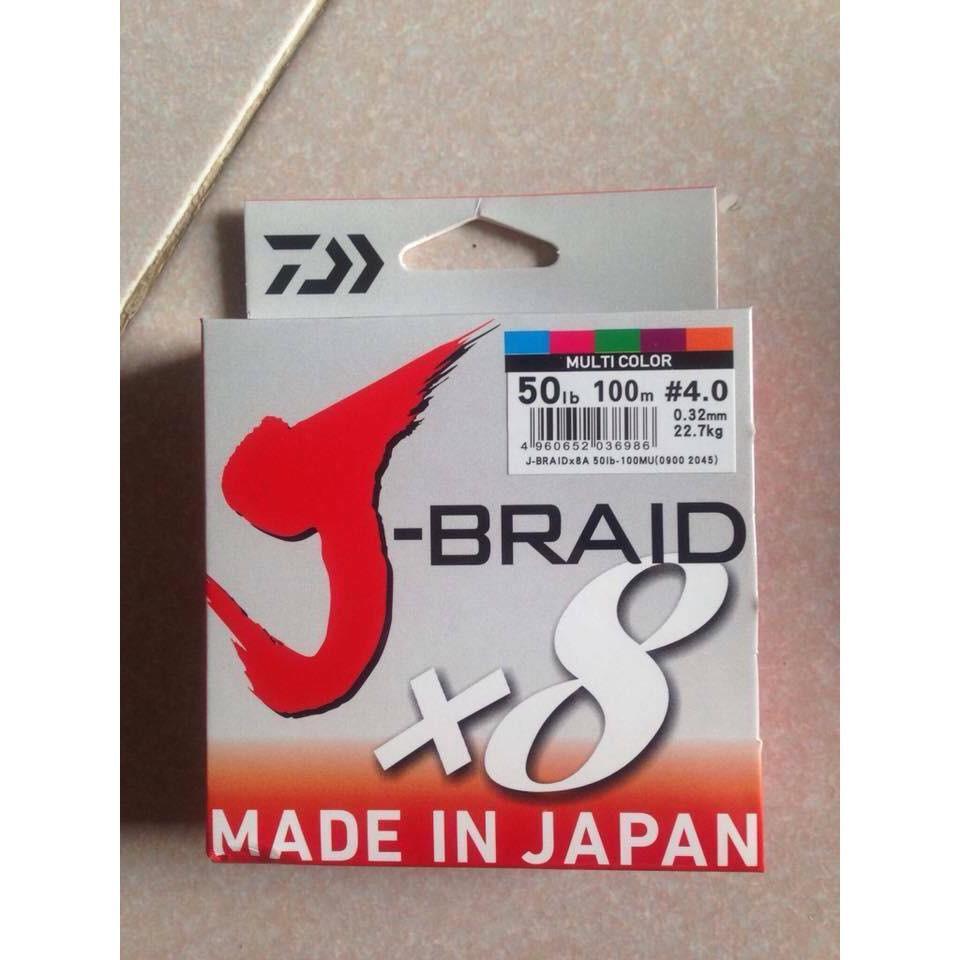 MULTI COLOR
50lb 100m #4.0
0.32mm
22.7kg
4 960652 036986
J-BRAIDx8A 50lb-100MU(0900 2045)
J-BRAID
x8
MADE IN JAPAN